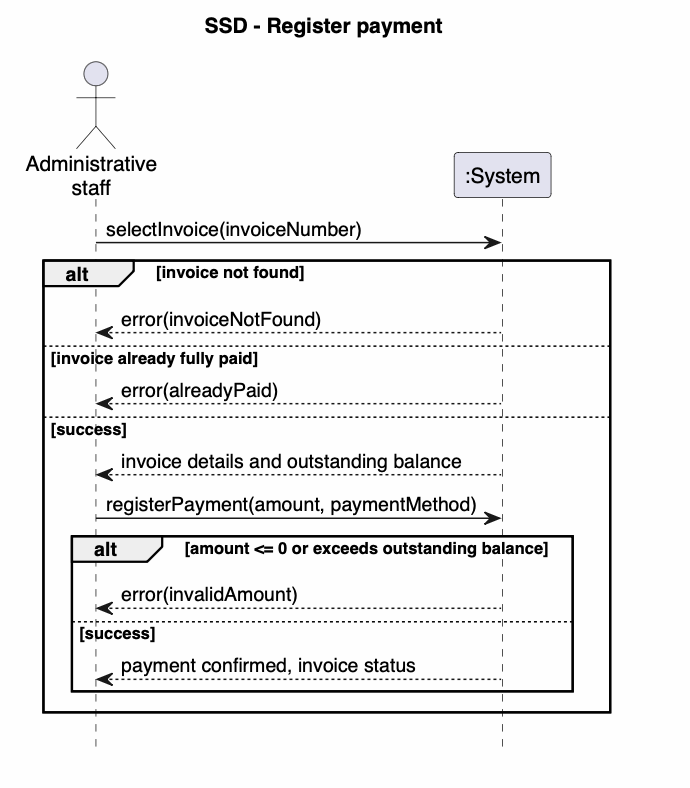 SSD - Register payment
Administrative
staff
:System
selectInvoice(invoiceNumber)
alt [invoice not found]
error(invoiceNotFound)
[invoice already fully paid]
error(alreadyPaid)
[success]
invoice details and outstanding balance
registerPayment(amount, paymentMethod)
alt [amount <= 0 or exceeds outstanding balance]
error(invalidAmount)
[success]
payment confirmed, invoice status